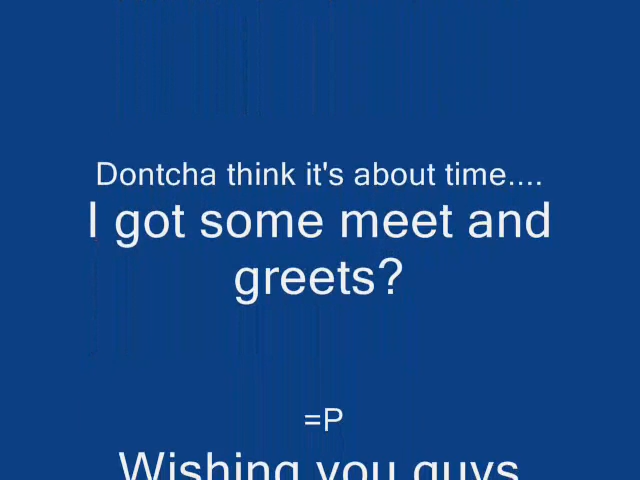 Dontcha think it's about time....
I got some meet and
greets?
=P
Wishing you guys